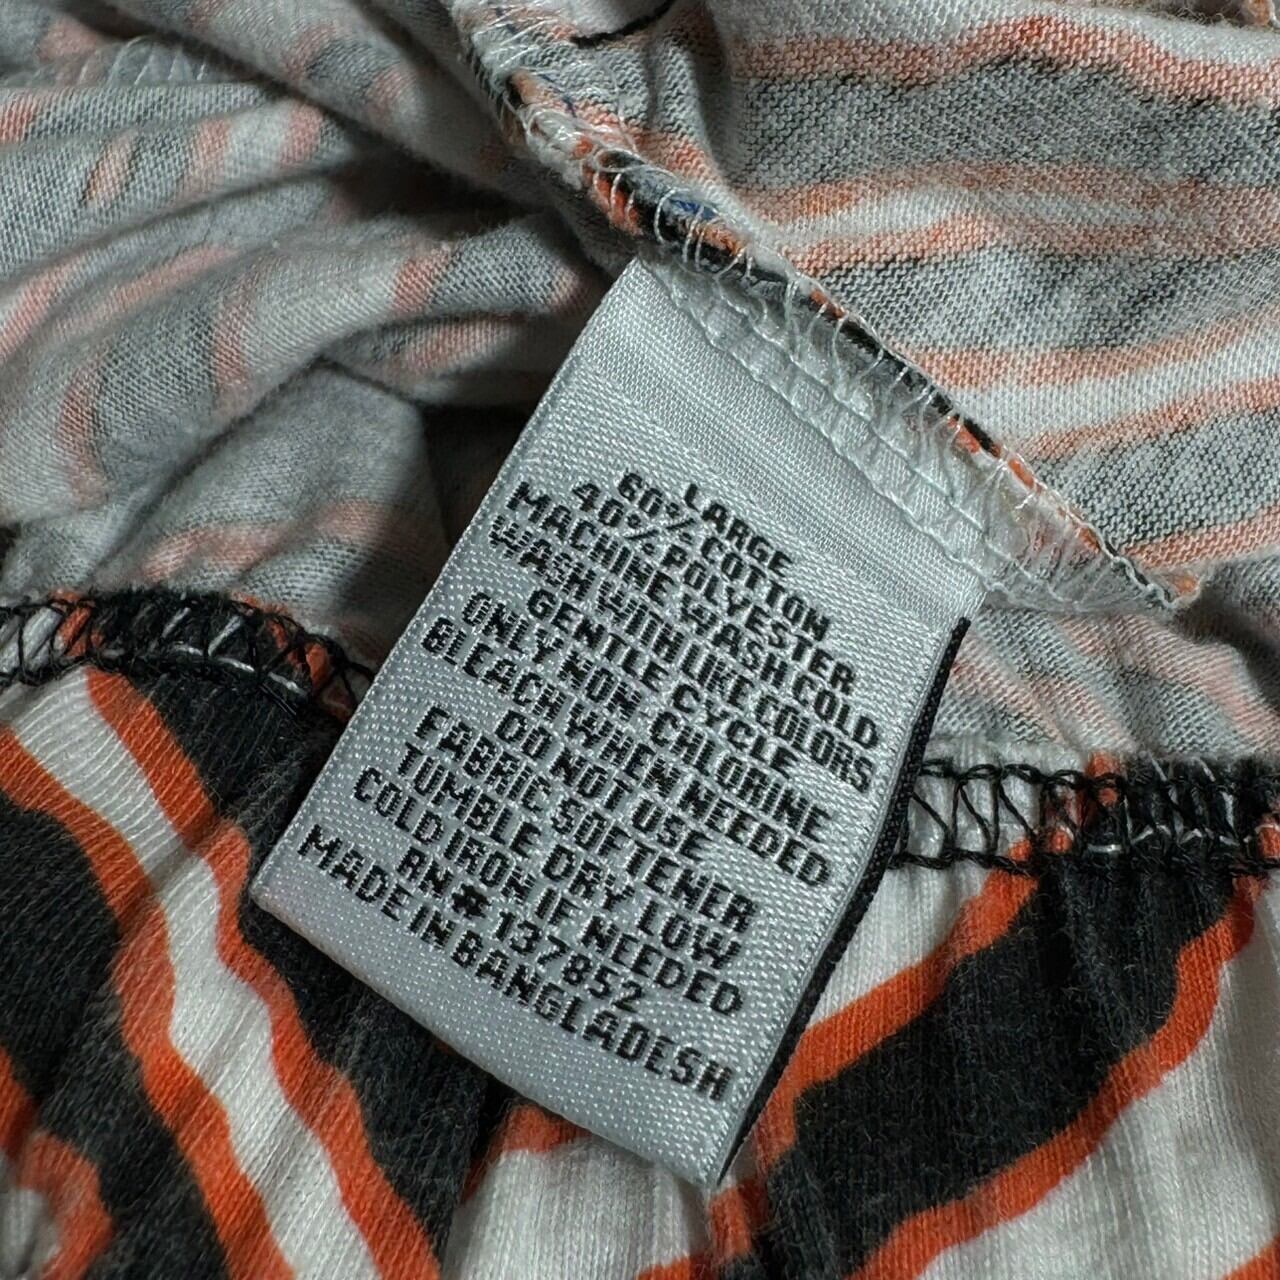 LARGE
60% COTTON
40% POLYESTER
MACHINE WASH COLD
WASH WITH LIKE COLORS
GENTLE CYCLE
ONLY NON-CHLORINE
BLEACH WHEN NEEDED
DO NOT USE
FABRIC SOFTENER
TUMBLE DRY LOW
COLD IRON IF NEEDED
RN# 137852
MADE IN BANGLADESH